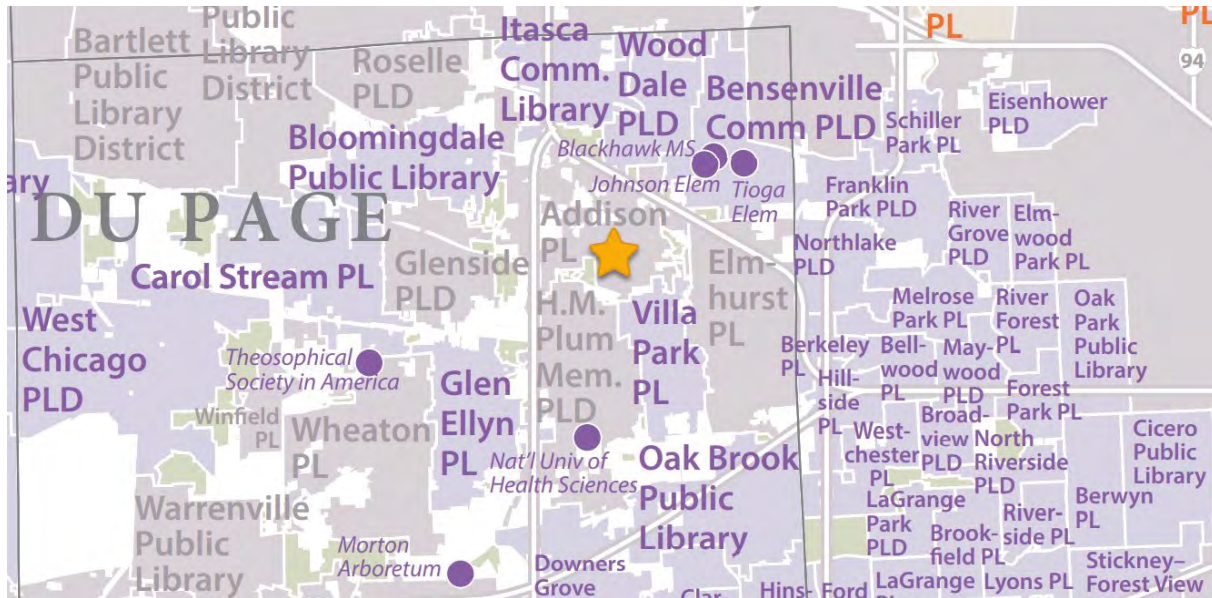 Public
Library
District
Bartlett
Public
Library
District
Roselle
PLD
Itasca
Comm.
Library
Wood
Dale
PLD
Bensenville
Comm PLD
PL
PL
94
Eisenhower
PLD
Schiller
Park PL
Bloomingdale
Public Library
Blackhawk MS
Johnson Elem
Tioga
Elem
ary
DU PAGE
Addison
PL
Franklin
Park PLD
River
Grove
PLD
Elm-
wood
Park PL
Northlake
PLD
Carol Stream PL
Glenside
PLD
Elm-
hurst
PL
West
Chicago
PLD
H.M.
Plum
Mem.
PLD
Villa
Park
PL
Melrose
Park PL
River
Forest
PL
Oak
Park
Public
Library
Theosophical
Society in America
Berkeley
PL
Bell-
wood
PL
May-
wood
PLD
Hill-
side
PL
Forest
Park PL
Glen
Ellyn
PL
Winfield
PL
Wheaton
PL
Nat'l Univ of
Health Sciences
Oak Brook
Public
Library
West-
chester
PL
Broad-
view
PLD
North
Riverside
PLD
Cicero
Public
Library
Warrenville
Public
Library
LaGrange
Park
PLD
Brook-
field PL
River-
side PL
Berwyn
PL
Morton
Arboretum
Downers
Grove
Clar
Hins-
Ford
LaGrange
Lyons PL
Stickney–
Forest View